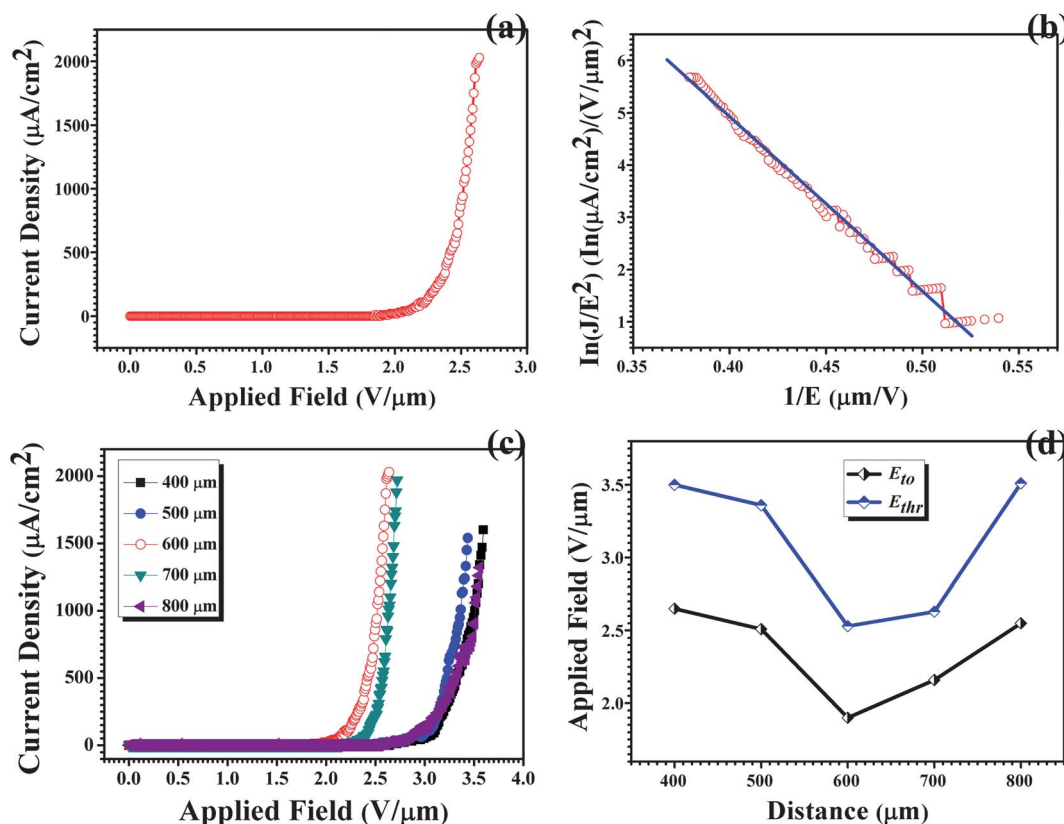 (a)
Current Density (μA/cm²)
2000
1500
1000
500
0
0.0 0.5 1.0 1.5 2.0 2.5 3.0
Applied Field (V/μm)
(b)
In(J/E²) (In(μA/cm²)/(V/μm)²
6
5
4
3
2
1
0.35 0.40 0.45 0.50 0.55
1/E (μm/V)
(c)
Current Density (μA/cm²)
2000
1500
1000
500
0
400 μm
500 μm
600 μm
700 μm
800 μm
0.0 0.5 1.0 1.5 2.0 2.5 3.0 3.5 4.0
Applied Field (V/μm)
(d)
Applied Field (V/μm)
3.5
3.0
2.5
2.0
E_to
E_thr
400 500 600 700 800
Distance (μm)